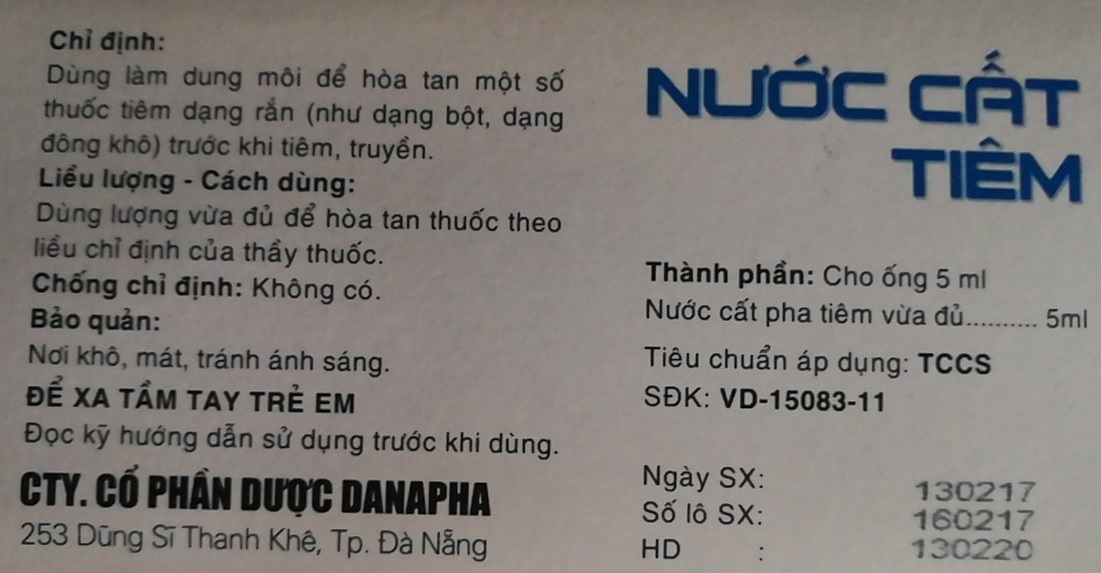 Chỉ định:
Dùng làm dung môi để hòa tan một số
thuốc tiêm dạng rắn (như dạng bột, dạng
đông khô) trước khi tiêm, truyền.
Liều lượng - Cách dùng:
Dùng lượng vừa đủ để hòa tan thuốc theo
liều chỉ định của thầy thuốc.
Chống chỉ định: Không có.
Bảo quản:
Nơi khô, mát, tránh ánh sáng.
ĐỂ XA TẦM TAY TRẺ EM
Đọc kỹ hướng dẫn sử dụng trước khi dùng.
CTY. CỔ PHẦN DƯỢC DANAPHA
253 Dũng Sĩ Thanh Khê, Tp. Đà Nẵng
NƯỚC CẤT
TIÊM
Thành phần: Cho ống 5 ml
Nước cất pha tiêm vừa đủ.......... 5ml
Tiêu chuẩn áp dụng: TCCS
SĐK: VD-15083-11
Ngày SX: 130217
Số lô SX: 160217
HD : 130220